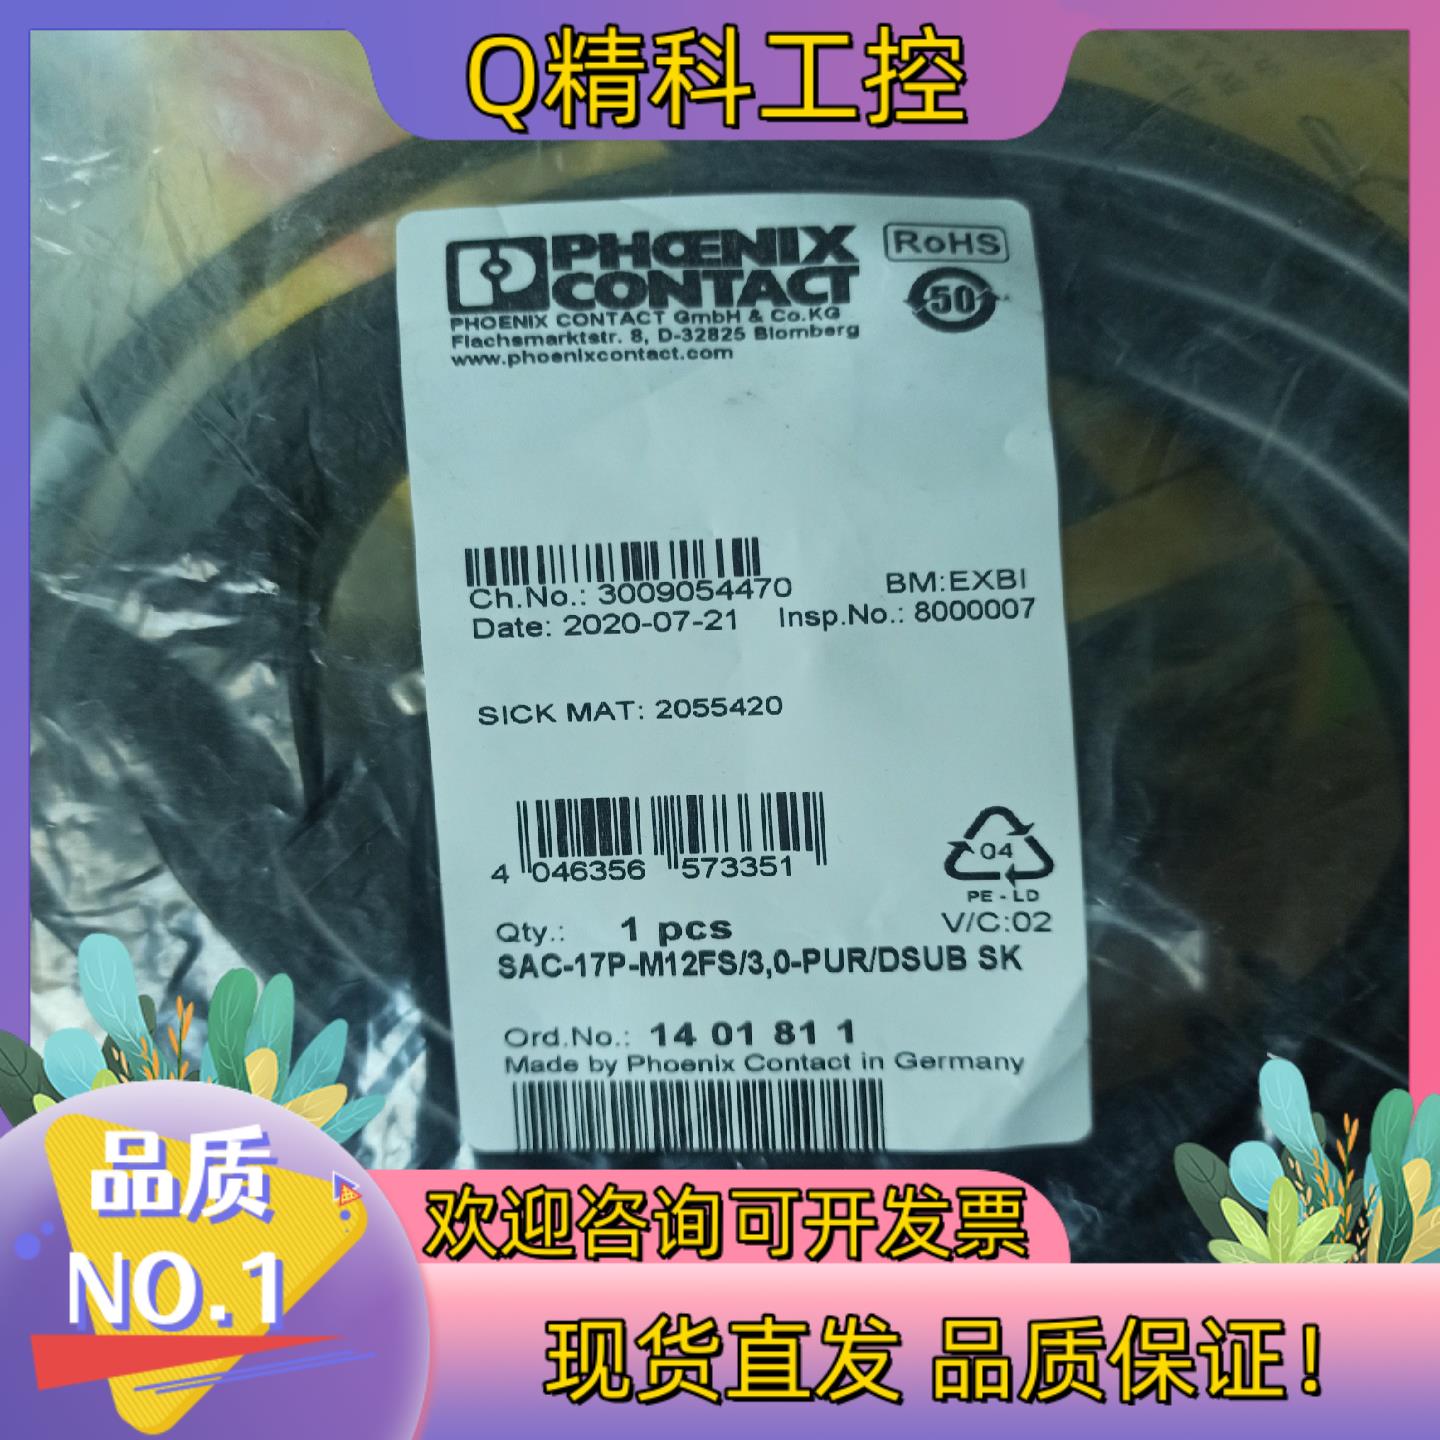 Q精科工控
PHŒNIX
CONTACT
RoHS
50
PHOENIX CONTACT GmbH & Co.KG
Flachsmarktstr. 8, D-32825 Blomberg
www.phoenixcontact.com
Ch.No.: 3009054470
BM:EXBI
Date: 2020-07-21
Insp.No.: 8000007
SICK MAT: 2055420
4 046356 573351
04
PE-LD
Qty.: 1 pcs
V/C:02
SAC-17P-M12FS/3,0-PUR/DSUB SK
Ord.No.: 14 01 81 1
Made by Phoenix Contact in Germany
品质
NO.1
欢迎咨询可开发票
现货直发 品质保证!